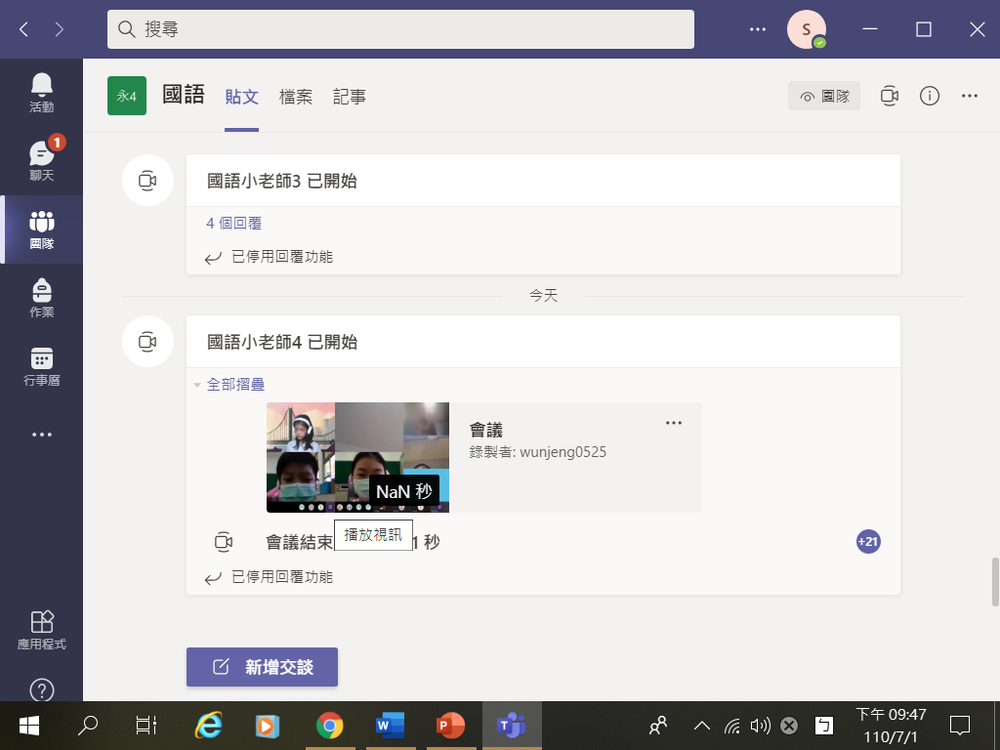 搜尋
S
活動
1
聊天
團隊
作業
行事曆
應用程式
永4
國語
貼文
檔案
記事
團隊
國語小老師3 已開始
4 個回覆
已停用回覆功能
今天
國語小老師4 已開始
全部摺疊
NaN 秒
會議
錄製者: wunjeng0525
會議結束
1 秒
播放視訊
+21
已停用回覆功能
新增交談
下午 09:47
110/7/1